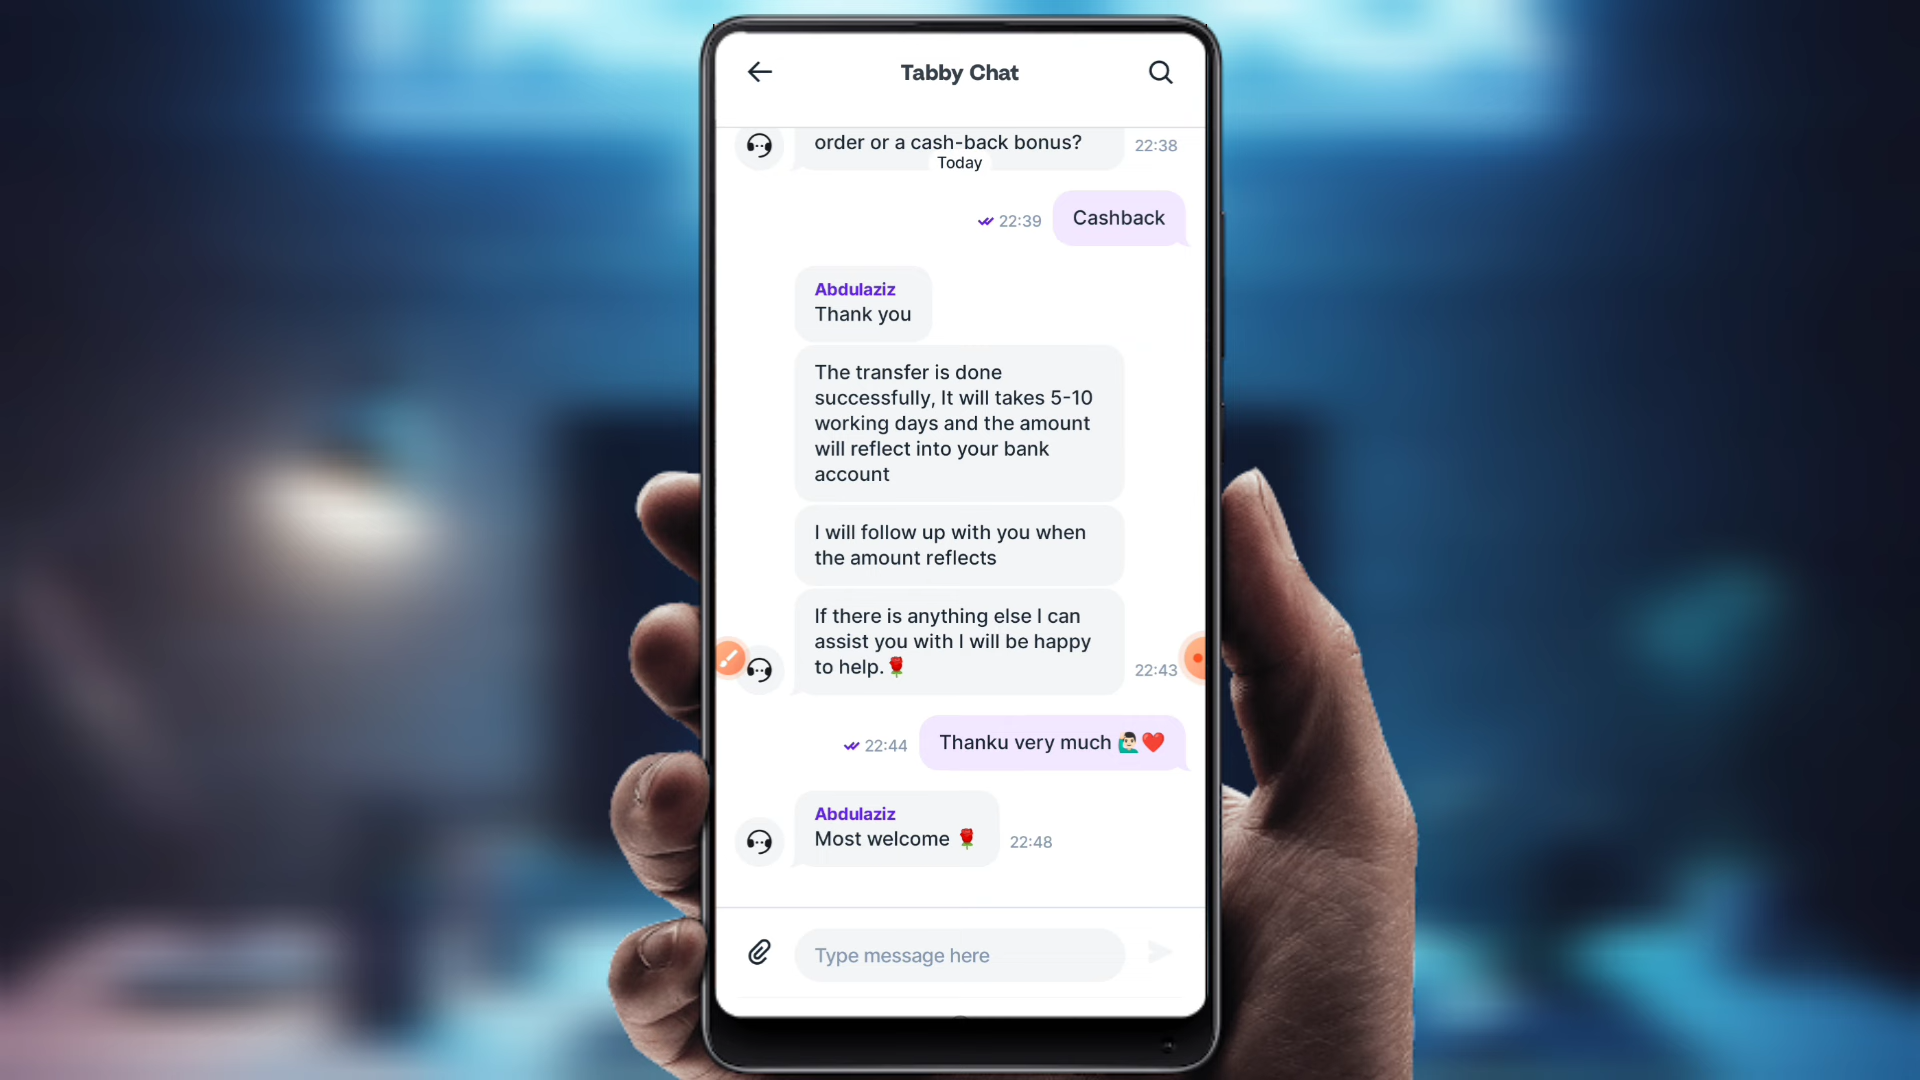 Tabby Chat
order or a cash-back bonus?
22:38
Today
22:39
Cashback
Abdulaziz
Thank you
The transfer is done
successfully, It will takes 5-10
working days and the amount
will reflect into your bank
account
I will follow up with you when
the amount reflects
If there is anything else I can
assist you with I will be happy
to help.🌹
22:43
22:44
Thanku very much 🙋🏻‍♂️❤️
Abdulaziz
Most welcome 🌹
22:48
Type message here